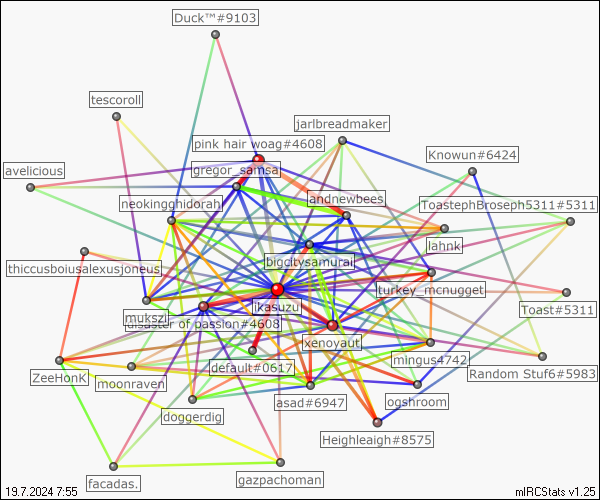 Duck™#9103
tescoroll
jarlbreadmaker
pink hair woag#4608
Knowun#6424
avelicious
gregor_samsa
neokingghidorah
andnewbees
ToastephBroseph5311#5311
lahnk
bigcitysamurai
thiccusboiusalexusjoneus
turkey_mcnugget
ikasuzu
Toast#5311
mukszi
disaster of passion#4608
xenoyaut
mingus4742
default#0617
Random Stuf6#5983
ZeeHonK
moonraven
asad#6947
ogshroom
doggerdig
Heighleaigh#8575
facadas.
gazpachoman
19.7.2024 7:55
mIRCStats v1.25